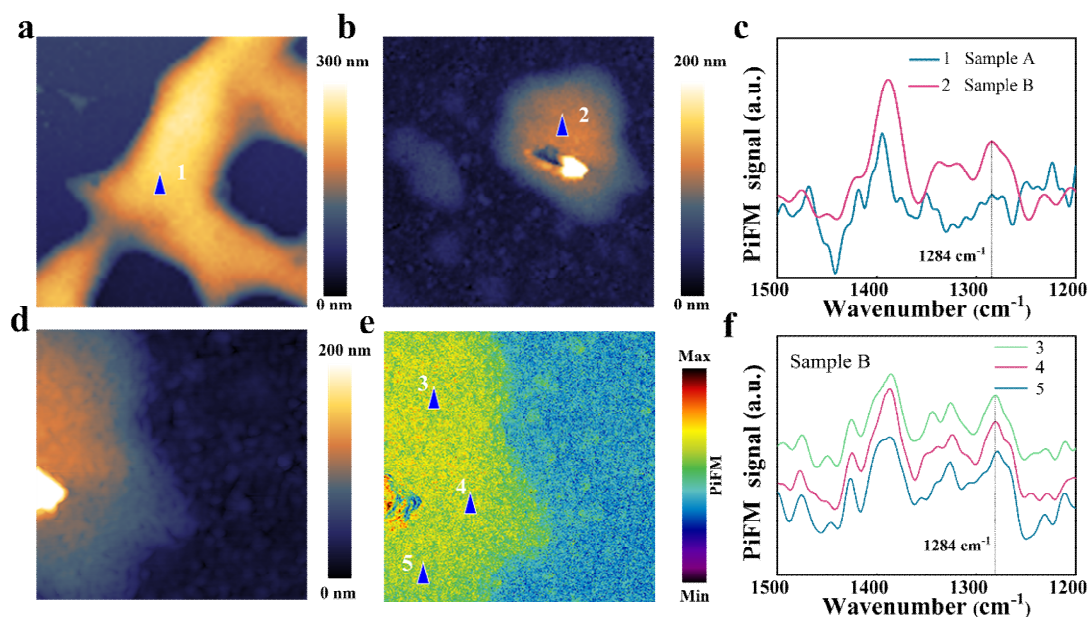 a
300 nm
0 nm
1
b
200 nm
0 nm
2
c
PiFM signal (a.u.)
1 Sample A
2 Sample B
1284 cm⁻¹
1500 1400 1300 1200
Wavenumber (cm⁻¹)
d
200 nm
0 nm
e
3
4
5
Max
PiFM
Min
f
PiFM signal (a.u.)
Sample B
3
4
5
1284 cm⁻¹
1500 1400 1300 1200
Wavenumber (cm⁻¹)